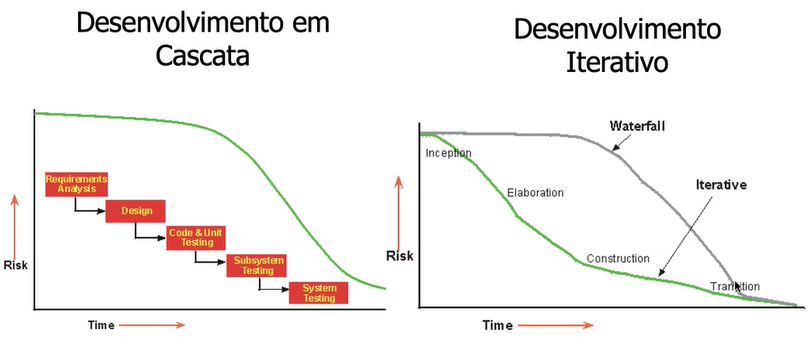 Desenvolvimento em
Cascata
Requirements
Analysis
Design
Code & Unit
Testing
Subsystem
Testing
System
Testing
Risk
Time
Desenvolvimento
Iterativo
Waterfall
Inception
Iterative
Elaboration
Construction
Risk
Transition
Time